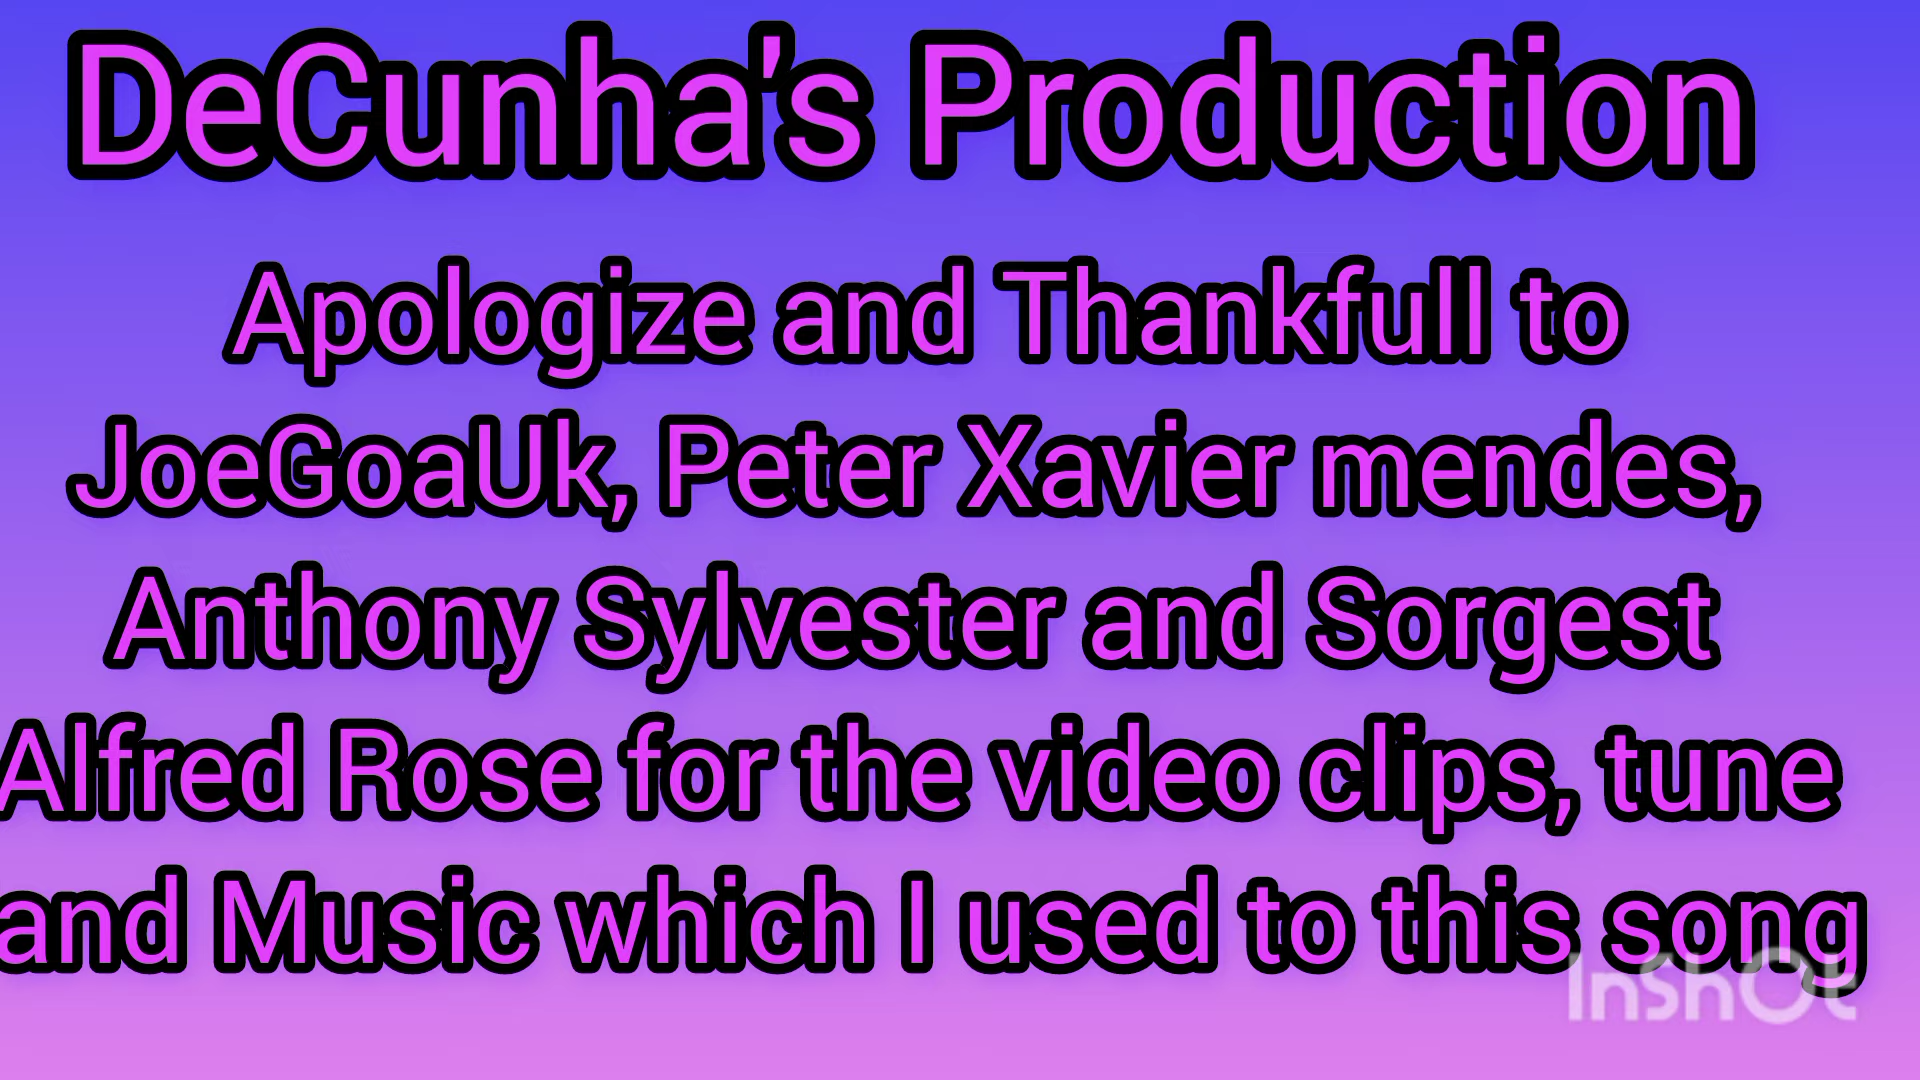 DeCunha's Production
Apologize and Thankfull to
JoeGoaUk, Peter Xavier mendes,
Anthony Sylvester and Sorgest
Alfred Rose for the video clips, tune
and Music which I used to this song
InShOt